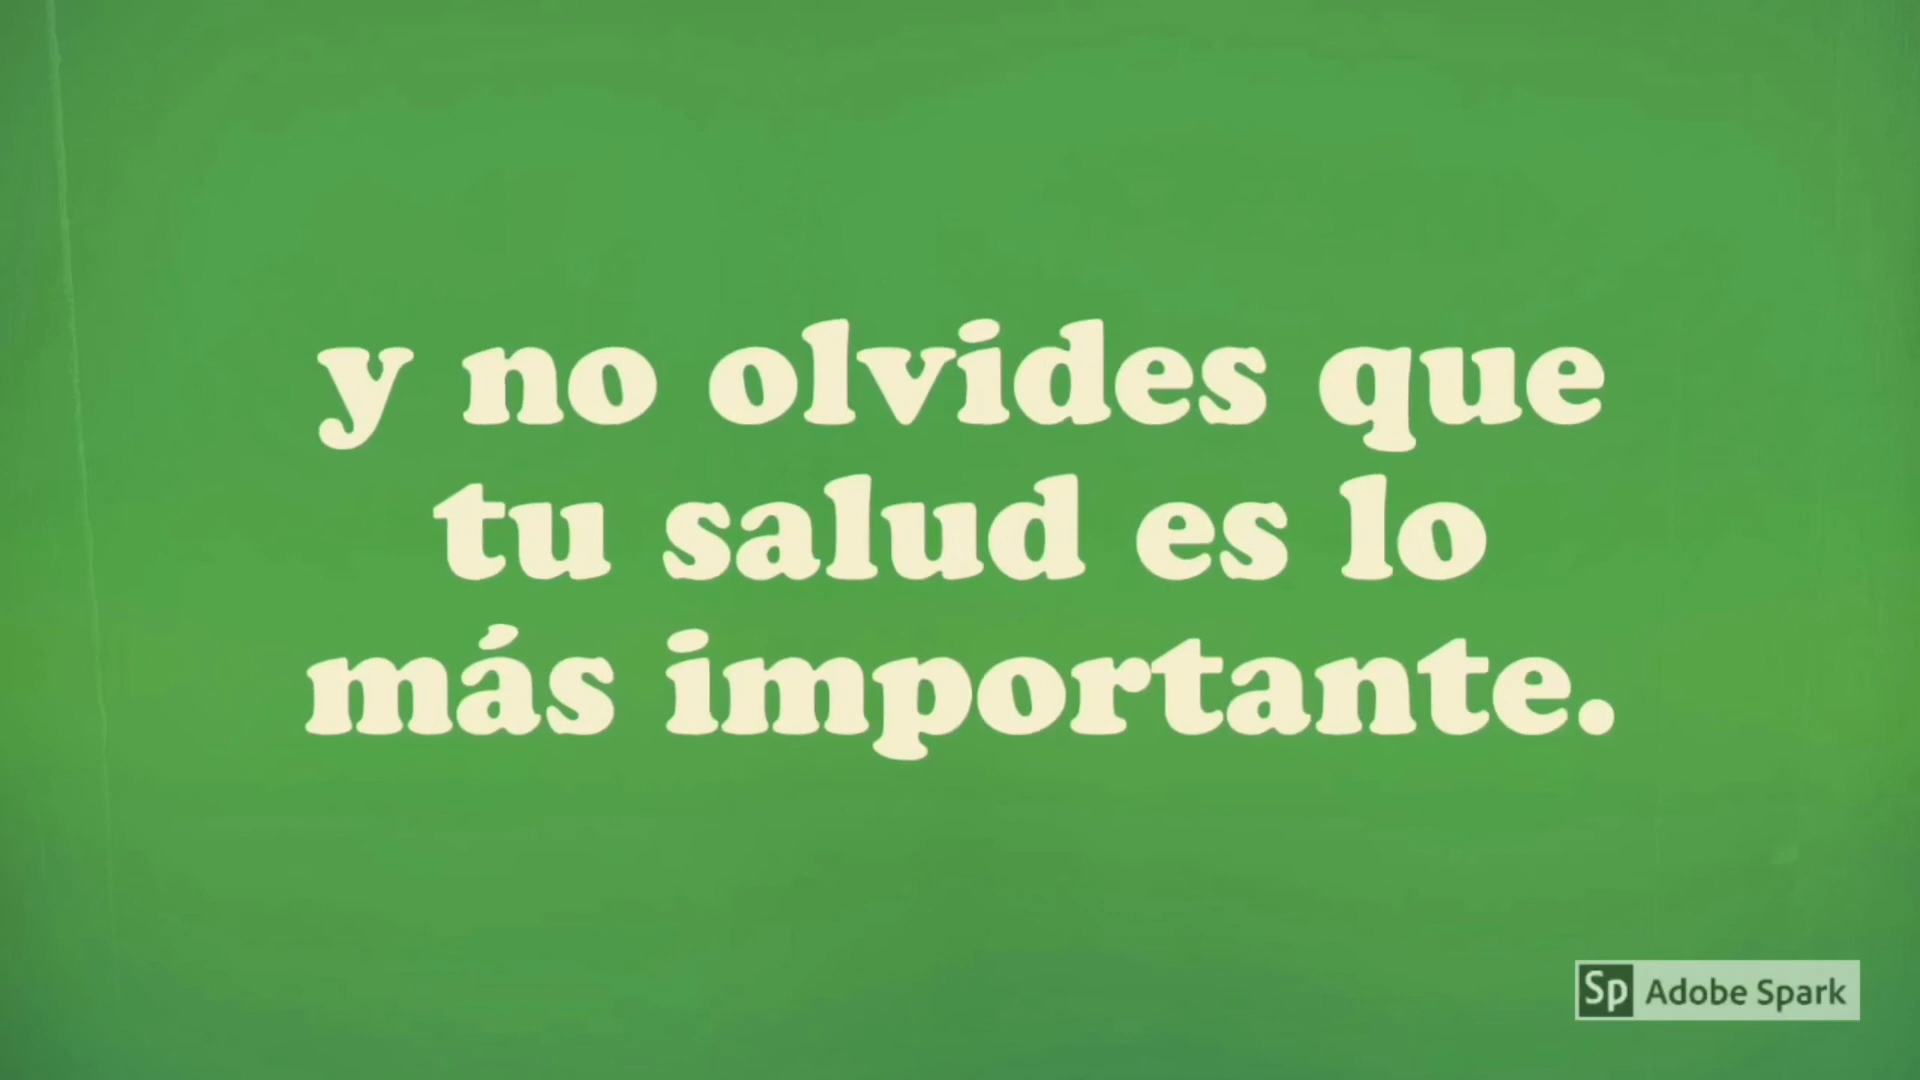 y no olvides que
tu salud es lo
más importante.
Sp Adobe Spark